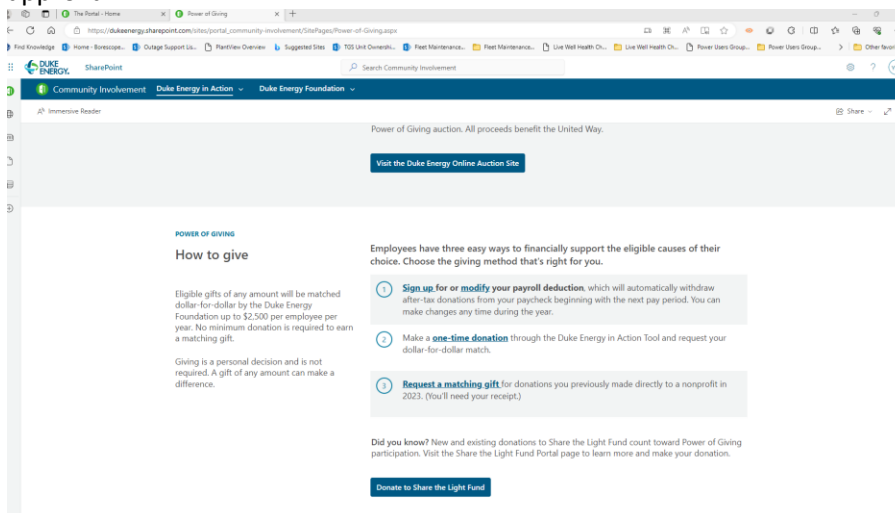 The Portal - Home
Power of Giving
https://dukeenergy.sharepoint.com/sites/portal_community-involvement/SitePages/Power-of-Giving.aspx
Find Knowledge Home - Borescope... Outage Support Lis... PlantView Overview Suggested Sites TGS Unit Ownershi... Fleet Maintenance... Fleet Maintenance... Live Well Health Ch... Live Well Health Ch... Power Users Group... Power Users Group... Other favor
DUKE ENERGY. SharePoint Search Community Involvement
Community Involvement Duke Energy in Action Duke Energy Foundation
Immersive Reader Share
Power of Giving auction. All proceeds benefit the United Way.
Visit the Duke Energy Online Auction Site
POWER OF GIVING
How to give
Eligible gifts of any amount will be matched
dollar-for-dollar by the Duke Energy
Foundation up to $2,500 per employee per
year. No minimum donation is required to earn
a matching gift.
Giving is a personal decision and is not
required. A gift of any amount can make a
difference.
Employees have three easy ways to financially support the eligible causes of their
choice. Choose the giving method that's right for you.
1 Sign up for or modify your payroll deduction, which will automatically withdraw
after-tax donations from your paycheck beginning with the next pay period. You can
make changes any time during the year.
2 Make a one-time donation through the Duke Energy in Action Tool and request your
dollar-for-dollar match.
3 Request a matching gift for donations you previously made directly to a nonprofit in
2023. (You'll need your receipt.)
Did you know? New and existing donations to Share the Light Fund count toward Power of Giving
participation. Visit the Share the Light Fund Portal page to learn more and make your donation.
Donate to Share the Light Fund